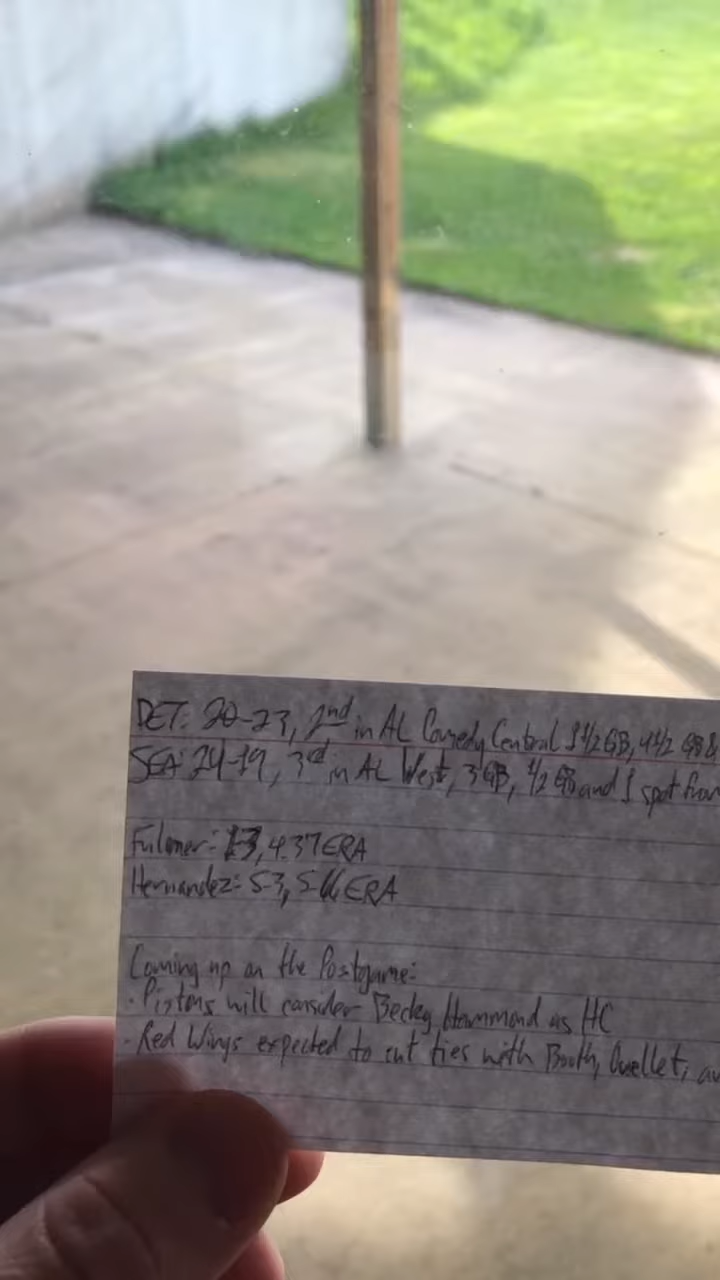 DET: 20-23, 2nd in AL Comedy Central 1 1/2 GB, 4 1/2 GB &
SEA: 24-19, 3rd in AL West, 3 GB, 1/2 GB and 1 spot from
Fulmer: 1-3, 4.37 ERA
Hernandez: 5-3, ERA
Coming up on the Postgame:
· Pistons will consider Becky Hammond as HC
· Red Wings expected to cut ties with Booth, Ouellet,